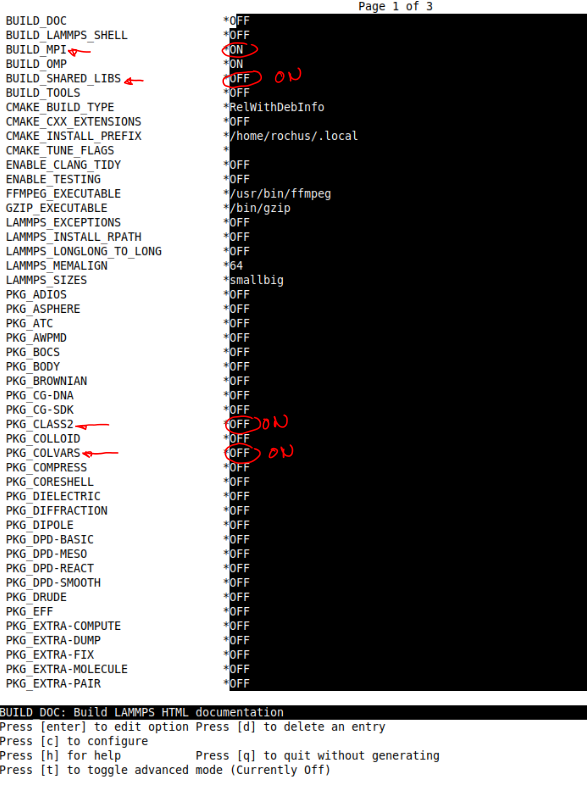 Page 1 of 3
BUILD_DOC *OFF
BUILD_LAMMPS_SHELL *OFF
BUILD_MPI *ON
BUILD_OMP *ON
BUILD_SHARED_LIBS *OFF ON
BUILD_TOOLS *OFF
CMAKE_BUILD_TYPE *RelWithDebInfo
CMAKE_CXX_EXTENSIONS *OFF
CMAKE_INSTALL_PREFIX */home/rochus/.local
CMAKE_TUNE_FLAGS *
ENABLE_CLANG_TIDY *OFF
ENABLE_TESTING *OFF
FFMPEG_EXECUTABLE */usr/bin/ffmpeg
GZIP_EXECUTABLE */bin/gzip
LAMMPS_EXCEPTIONS *OFF
LAMMPS_INSTALL_RPATH *OFF
LAMMPS_LONGLONG_TO_LONG *OFF
LAMMPS_MEMALIGN *64
LAMMPS_SIZES *smallbig
PKG_ADIOS *OFF
PKG_ASPHERE *OFF
PKG_ATC *OFF
PKG_AWPMD *OFF
PKG_BOCS *OFF
PKG_BODY *OFF
PKG_BROWNIAN *OFF
PKG_CG-DNA *OFF
PKG_CG-SDK *OFF
PKG_CLASS2 *OFF ON
PKG_COLLOID *OFF
PKG_COLVARS *OFF ON
PKG_COMPRESS *OFF
PKG_CORESHELL *OFF
PKG_DIELECTRIC *OFF
PKG_DIFFRACTION *OFF
PKG_DIPOLE *OFF
PKG_DPD-BASIC *OFF
PKG_DPD-MESO *OFF
PKG_DPD-REACT *OFF
PKG_DPD-SMOOTH *OFF
PKG_DRUDE *OFF
PKG_EFF *OFF
PKG_EXTRA-COMPUTE *OFF
PKG_EXTRA-DUMP *OFF
PKG_EXTRA-FIX *OFF
PKG_EXTRA-MOLECULE *OFF
PKG_EXTRA-PAIR *OFF
BUILD_DOC: Build LAMMPS HTML documentation
Press [enter] to edit option Press [d] to delete an entry
Press [c] to configure
Press [h] for help Press [q] to quit without generating
Press [t] to toggle advanced mode (Currently Off)